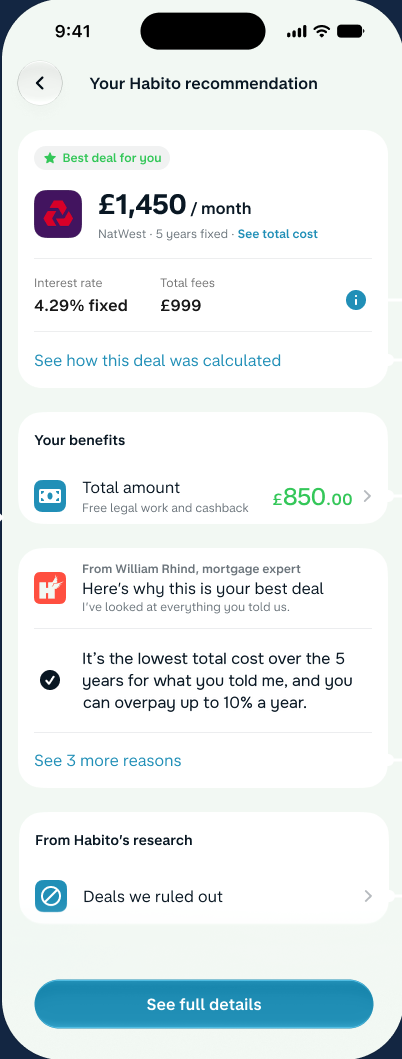 9:41
Your Habito recommendation
Best deal for you
£1,450 / month
NatWest · 5 years fixed · See total cost
Interest rate
Total fees
4.29% fixed
£999
See how this deal was calculated
Your benefits
Total amount
Free legal work and cashback
£850.00
From William Rhind, mortgage expert
Here's why this is your best deal
I've looked at everything you told us.
It's the lowest total cost over the 5
years for what you told me, and you
can overpay up to 10% a year.
See 3 more reasons
From Habito's research
Deals we ruled out
See full details